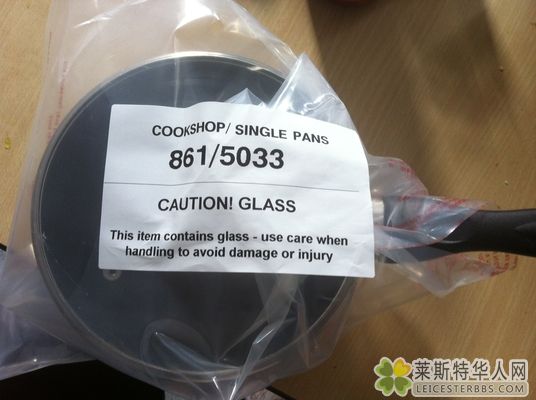 COOKSHOP/ SINGLE PANS
861/5033
CAUTION! GLASS
This item contains glass - use care when
handling to avoid damage or injury
莱斯特华人网
LEICESTERBBS.COM